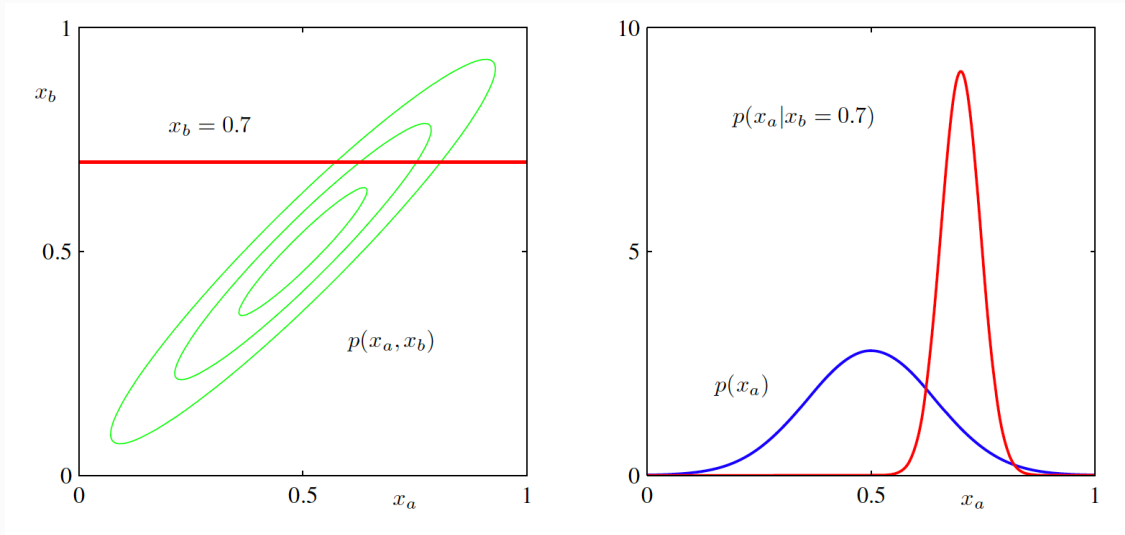 1
x_b
x_b = 0.7
0.5
p(x_a, x_b)
0
0 0.5 x_a 1
10
p(x_a|x_b = 0.7)
5
p(x_a)
0
0 0.5 x_a 1